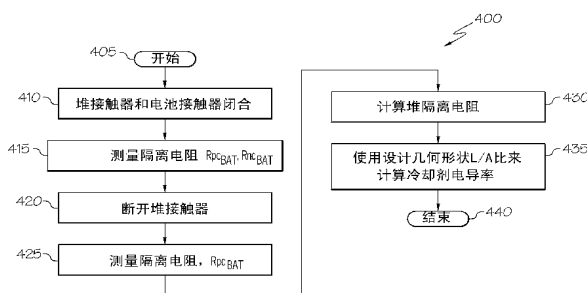 400
405
开始
410
堆接触器和电池接触器闭合
415
测量隔离电阻 RpcBAT, RncBAT
420
断开堆接触器
425
测量隔离电阻, RpcBAT
430
计算堆隔离电阻
435
使用设计几何形状L/A比来
计算冷却剂电导率
结束
440